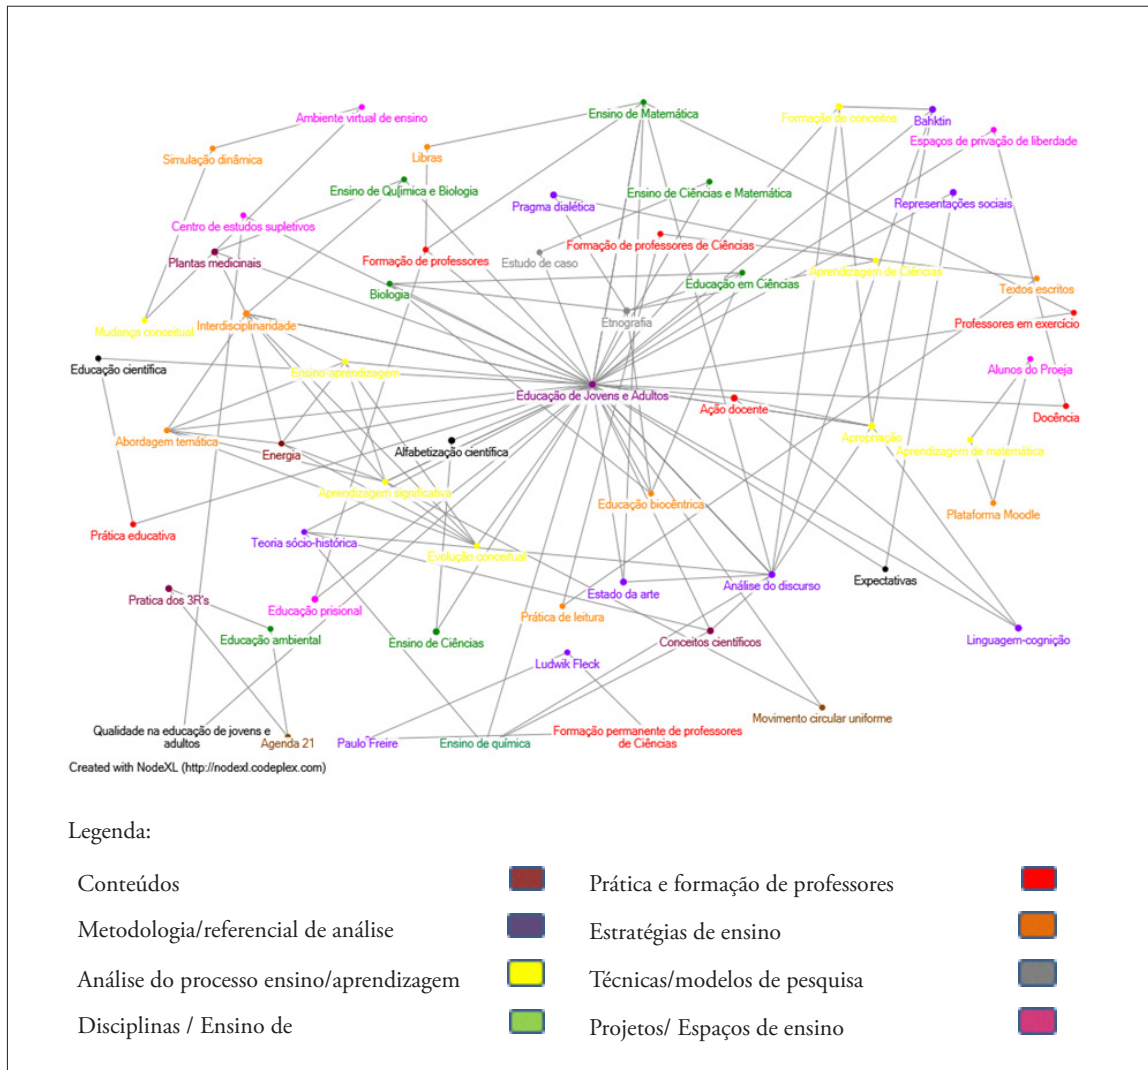 Ensino de Matemática
Ambiente virtual de ensino
Formação de conceitos
Bahktin
Espaços de privação de liberdade
Simulação dinâmica
Libras
Ensino de Qu[imica e Biologia
Ensino de Ciências e Matemática
Pragma dialética
Representações sociais
Centro de estudos supletivos
Formação de professores de Ciências
Plantas medicinais
Formação de professores
Estudo de caso
Aprendizagem de Ciências
Biologia
Educação em Ciências
Textos escritos
Mudança conceitual
Interdisciplinaridade
Etnografia
Professores em exercício
Educação científica
Ensino-aprendizagem
Alunos do Proeja
Educação de Jovens e Adultos
Ação docente
Docência
Abordagem temática
Energia
Alfabetização científica
Apropriação
Aprendizagem de matemática
Aprendizagem significativa
Educação biocêntrica
Plataforma Moodle
Prática educativa
Teoria sócio-histórica
Evolução conceitual
Expectativas
Estado da arte
Análise do discurso
Pratica dos 3R's
Educação prisional
Prática de leitura
Educação ambiental
Ensino de Ciências
Conceitos científicos
Linguagem-cognição
Ludwik Fleck
Movimento circular uniforme
Qualidade na educação de jovens e
adultos
Agenda 21
Paulo Freire
Ensino de química
Formação permanente de professores
de Ciências
Created with NodeXL (http://nodexl.codeplex.com)
Legenda:
Conteúdos
Prática e formação de professores
Metodologia/referencial de análise
Estratégias de ensino
Análise do processo ensino/aprendizagem
Técnicas/modelos de pesquisa
Disciplinas / Ensino de
Projetos/ Espaços de ensino